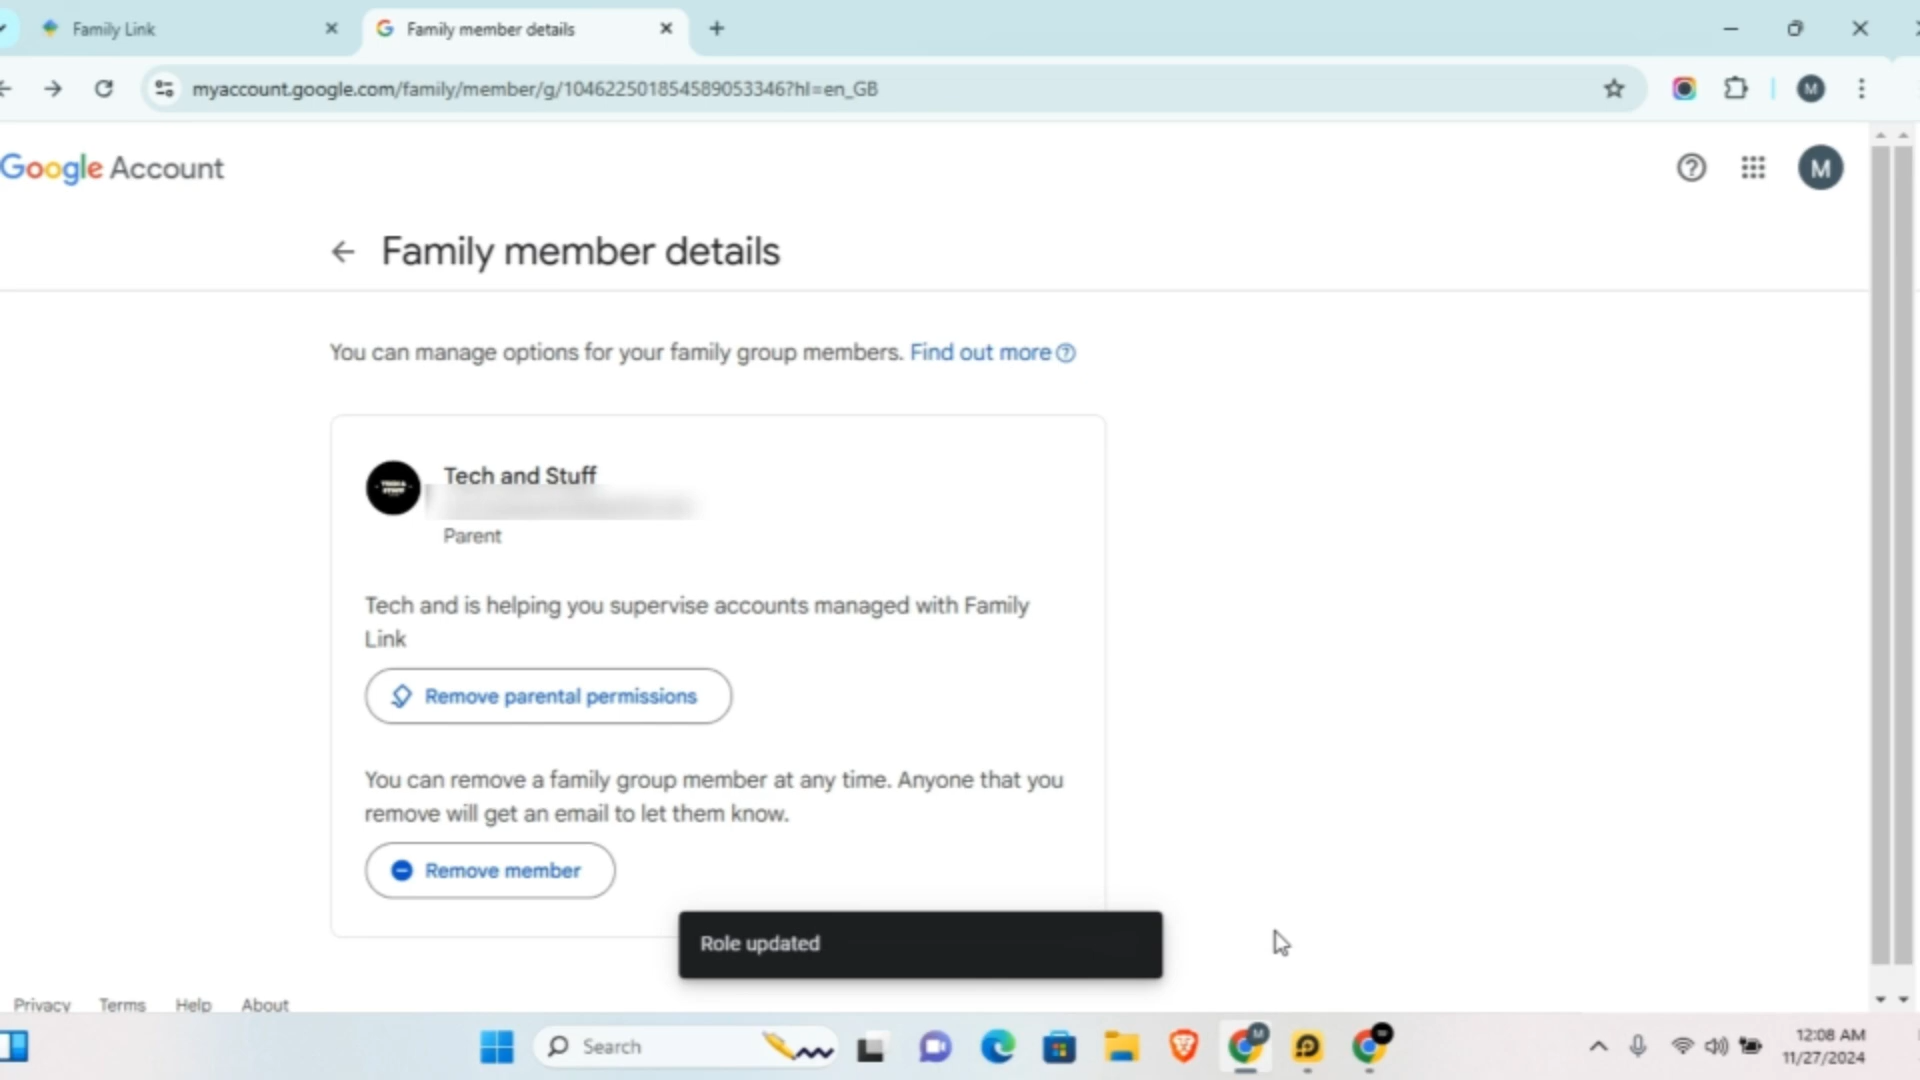 Family Link
Family member details
myaccount.google.com/family/member/g/104622501854589053346?hl=en_GB
M
Google Account
M
Family member details
You can manage options for your family group members. Find out more
Tech and Stuff
Parent
Tech and is helping you supervise accounts managed with Family
Link
Remove parental permissions
You can remove a family group member at any time. Anyone that you
remove will get an email to let them know.
Remove member
Role updated
Privacy Terms Help About
Search
M
12:08 AM
11/27/2024